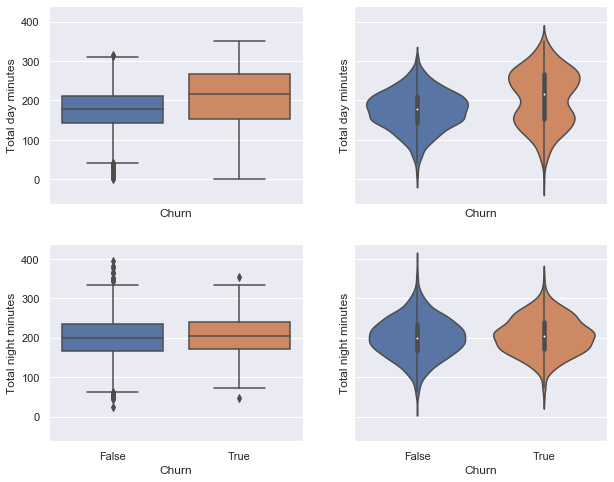 400
300
200
100
0
Total day minutes
Churn
Total day minutes
Churn
400
300
200
100
0
Total night minutes
False
True
Churn
Total night minutes
False
True
Churn